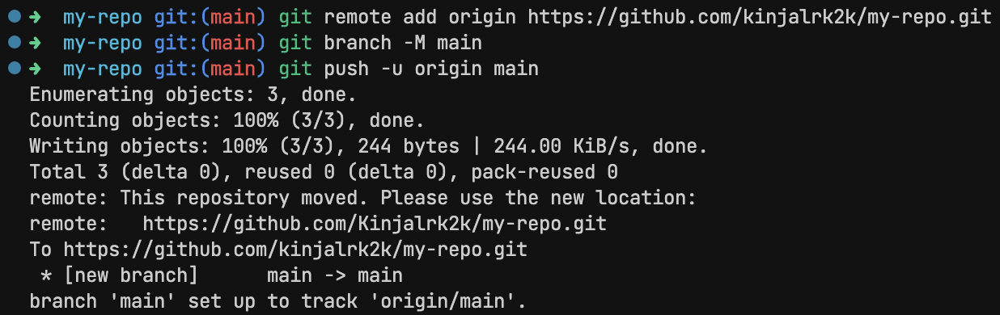 ➜  my-repo git:(main) git remote add origin https://github.com/kinjalrk2k/my-repo.git
➜  my-repo git:(main) git branch -M main
➜  my-repo git:(main) git push -u origin main
Enumerating objects: 3, done.
Counting objects: 100% (3/3), done.
Writing objects: 100% (3/3), 244 bytes | 244.00 KiB/s, done.
Total 3 (delta 0), reused 0 (delta 0), pack-reused 0
remote: This repository moved. Please use the new location:
remote:   https://github.com/Kinjalrk2k/my-repo.git
To https://github.com/kinjalrk2k/my-repo.git
 * [new branch]      main -> main
branch 'main' set up to track 'origin/main'.